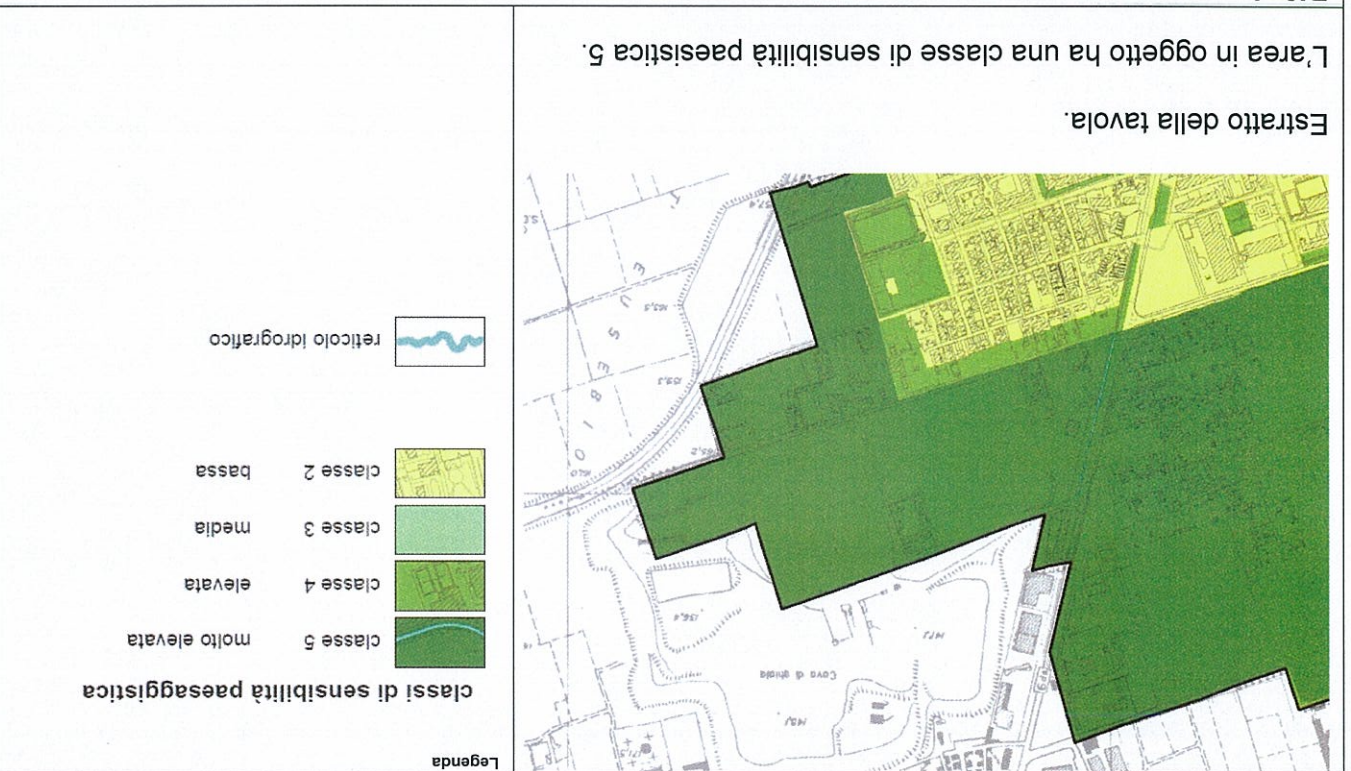 Legenda
classi di sensibilità paesaggistica
classe 5 molto elevata
classe 4 elevata
classe 3 media
classe 2 bassa
reticolo idrografico
Cava di ghiaia
EUSEBIO
Estratto della tavola.
L'area in oggetto ha una classe di sensibilità paesistica 5.